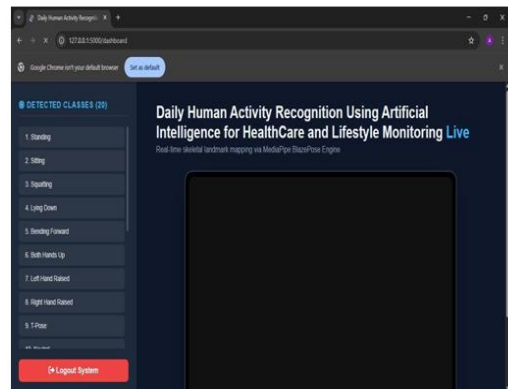 Daily Human Activity Recogniti
127.0.0.1:5000/dashboard
Google Chrome isn't your default browser
Set as default
DETECTED CLASSES (20)
1. Standing
2. Sitting
3. Squatting
4. Lying Down
5. Bending Forward
6. Both Hands Up
7. Left Hand Raised
8. Right Hand Raised
9. T-Pose
Logout System
Daily Human Activity Recognition Using Artificial
Intelligence for HealthCare and Lifestyle Monitoring Live
Real-time skeletal landmark mapping via MediaPipe BlazePose Engine